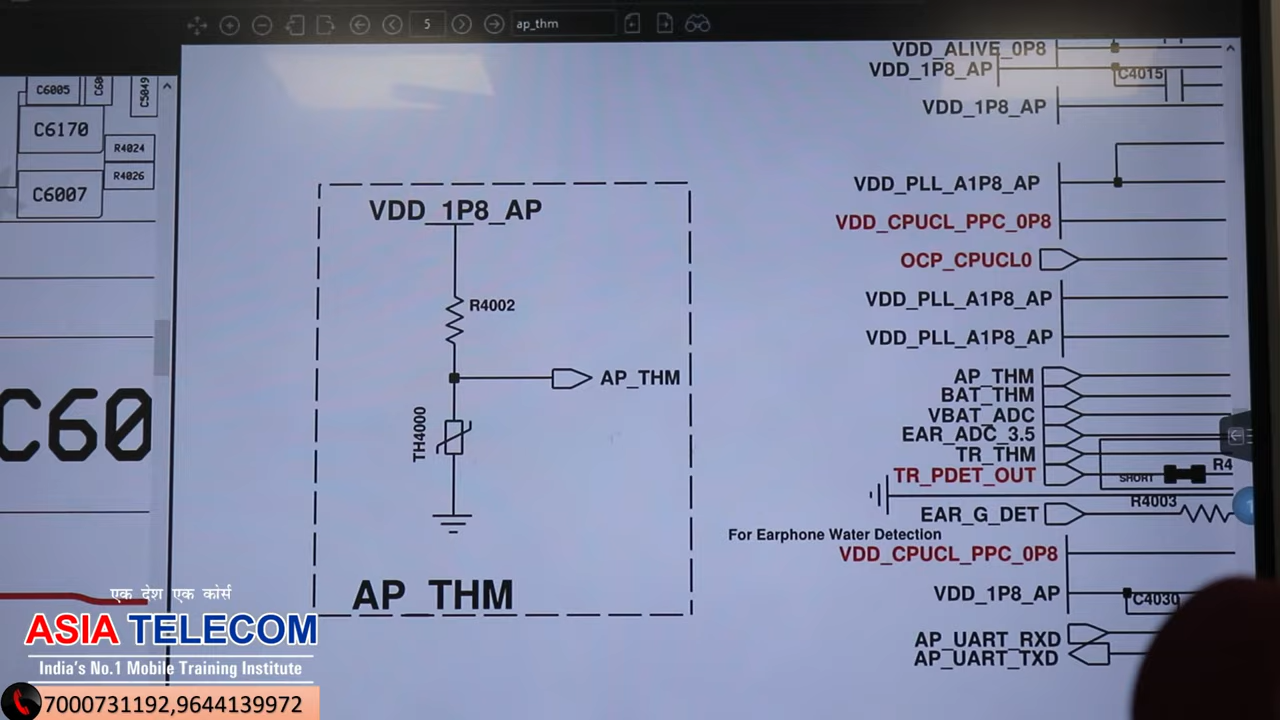 5
ap_thm
C6005
C5049
C6170
R4024
R4026
C6007
C60
VDD_1P8_AP
R4002
AP_THM
TH4000
AP_THM
VDD_ALIVE_0P8
VDD_1P8_AP
C4015
VDD_1P8_AP
VDD_PLL_A1P8_AP
VDD_CPUCL_PPC_0P8
OCP_CPUCL0
VDD_PLL_A1P8_AP
VDD_PLL_A1P8_AP
AP_THM
BAT_THM
VBAT_ADC
EAR_ADC_3.5
TR_THM
TR_PDET_OUT
SHORT
R4
R4003
EAR_G_DET
For Earphone Water Detection
VDD_CPUCL_PPC_0P8
VDD_1P8_AP
C4030
AP_UART_RXD
AP_UART_TXD
एक देश एक कोर्स
ASIA TELECOM
India's No.1 Mobile Training Institute
7000731192,9644139972